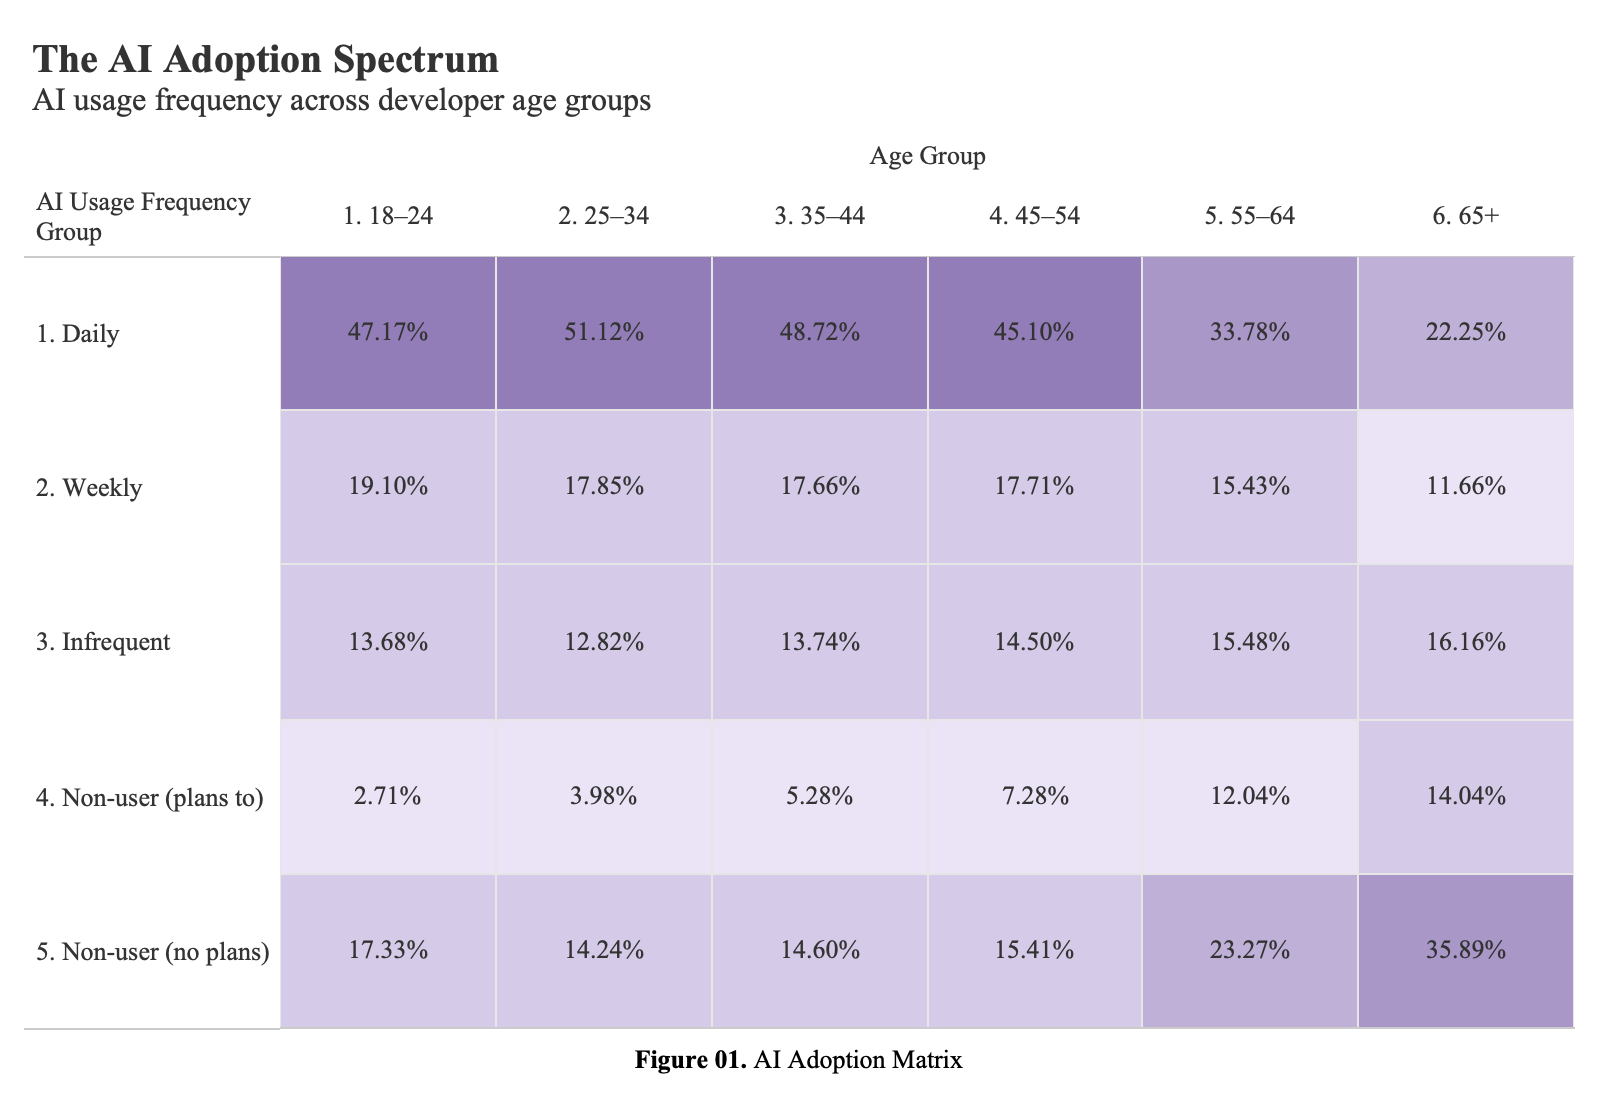 The AI Adoption Spectrum
AI usage frequency across developer age groups
Age Group
AI Usage Frequency
Group
1. 18–24 2. 25–34 3. 35–44 4. 45–54 5. 55–64 6. 65+
1. Daily 47.17% 51.12% 48.72% 45.10% 33.78% 22.25%
2. Weekly 19.10% 17.85% 17.66% 17.71% 15.43% 11.66%
3. Infrequent 13.68% 12.82% 13.74% 14.50% 15.48% 16.16%
4. Non-user (plans to) 2.71% 3.98% 5.28% 7.28% 12.04% 14.04%
5. Non-user (no plans) 17.33% 14.24% 14.60% 15.41% 23.27% 35.89%
Figure 01. AI Adoption Matrix